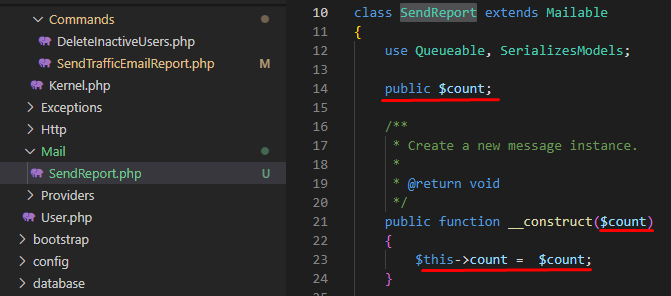 Commands
DeleteInactiveUsers.php
SendTrafficEmailReport.php M
Kernel.php
Exceptions
Http
Mail
SendReport.php U
Providers
User.php
bootstrap
config
database
10 class SendReport extends Mailable
11 {
12 use Queueable, SerializesModels;
13
14 public $count;
15
16 /**
17 * Create a new message instance.
18 *
19 * @return void
20 */
21 public function __construct($count)
22 {
23 $this->count =  $count;
24 }